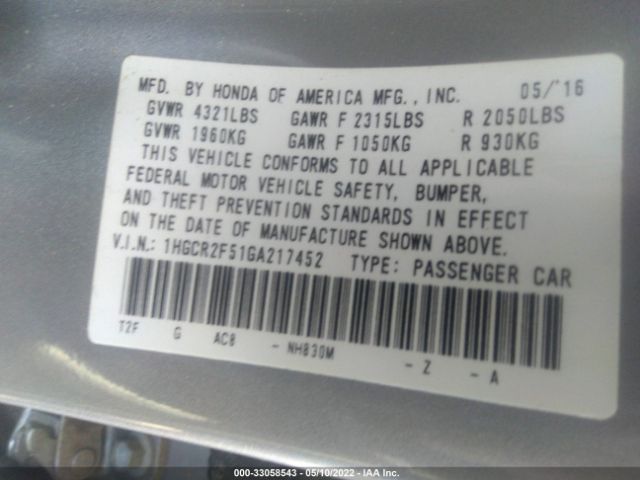 MFD. BY HONDA OF AMERICA MFG., INC. 05/'16
GVWR 4321LBS GAWR F 2315LBS R 2050LBS
GVWR 1960KG GAWR F 1050KG R 930KG
THIS VEHICLE CONFORMS TO ALL APPLICABLE
FEDERAL MOTOR VEHICLE SAFETY, BUMPER,
AND THEFT PREVENTION STANDARDS IN EFFECT
ON THE DATE OF MANUFACTURE SHOWN ABOVE.
V.I.N.: 1HGCR2F51GA217452 TYPE: PASSENGER CAR
T2F G AC8 - NH830M - Z - A
000-33058543 - 05/10/2022 - IAA Inc.